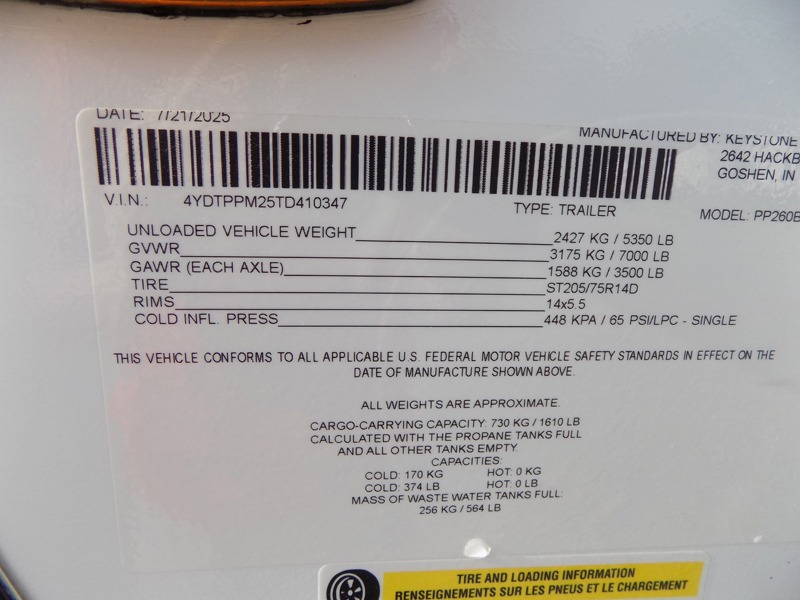 DATE: 7/21/2025
MANUFACTURED BY: KEYSTONE
2642 HACKB
GOSHEN, IN
V.I.N.: 4YDTPPM25TD410347
TYPE: TRAILER
MODEL: PP260B
UNLOADED VEHICLE WEIGHT 2427 KG / 5350 LB
GVWR 3175 KG / 7000 LB
GAWR (EACH AXLE) 1588 KG / 3500 LB
TIRE ST205/75R14D
RIMS 14x5.5
COLD INFL. PRESS 448 KPA / 65 PSI/LPC - SINGLE
THIS VEHICLE CONFORMS TO ALL APPLICABLE U.S. FEDERAL MOTOR VEHICLE SAFETY STANDARDS IN EFFECT ON THE
DATE OF MANUFACTURE SHOWN ABOVE.
ALL WEIGHTS ARE APPROXIMATE.
CARGO-CARRYING CAPACITY: 730 KG / 1610 LB
CALCULATED WITH THE PROPANE TANKS FULL
AND ALL OTHER TANKS EMPTY
CAPACITIES:
COLD: 170 KG HOT: 0 KG
COLD: 374 LB HOT: 0 LB
MASS OF WASTE WATER TANKS FULL:
256 KG / 564 LB
TIRE AND LOADING INFORMATION
RENSEIGNEMENTS SUR LES PNEUS ET LE CHARGEMENT